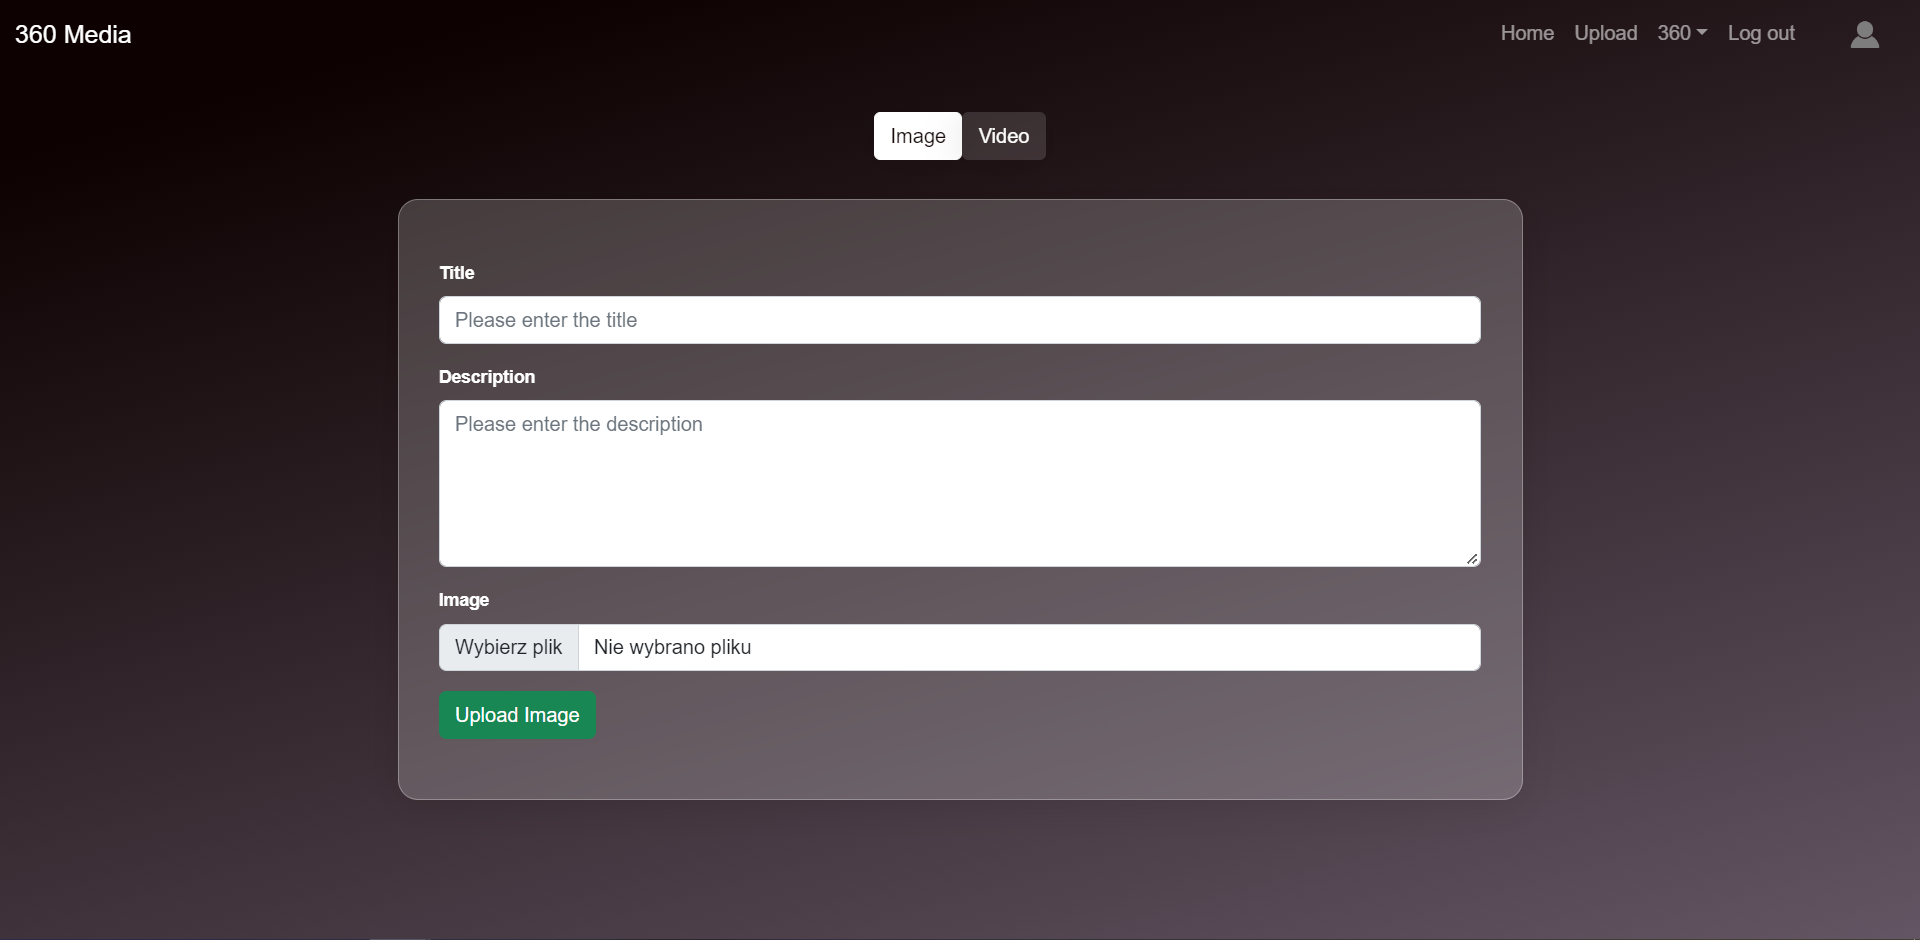 360 Media
Home Upload 360 Log out
Image Video
Title
Please enter the title
Description
Please enter the description
Image
Wybierz plik Nie wybrano pliku
Upload Image